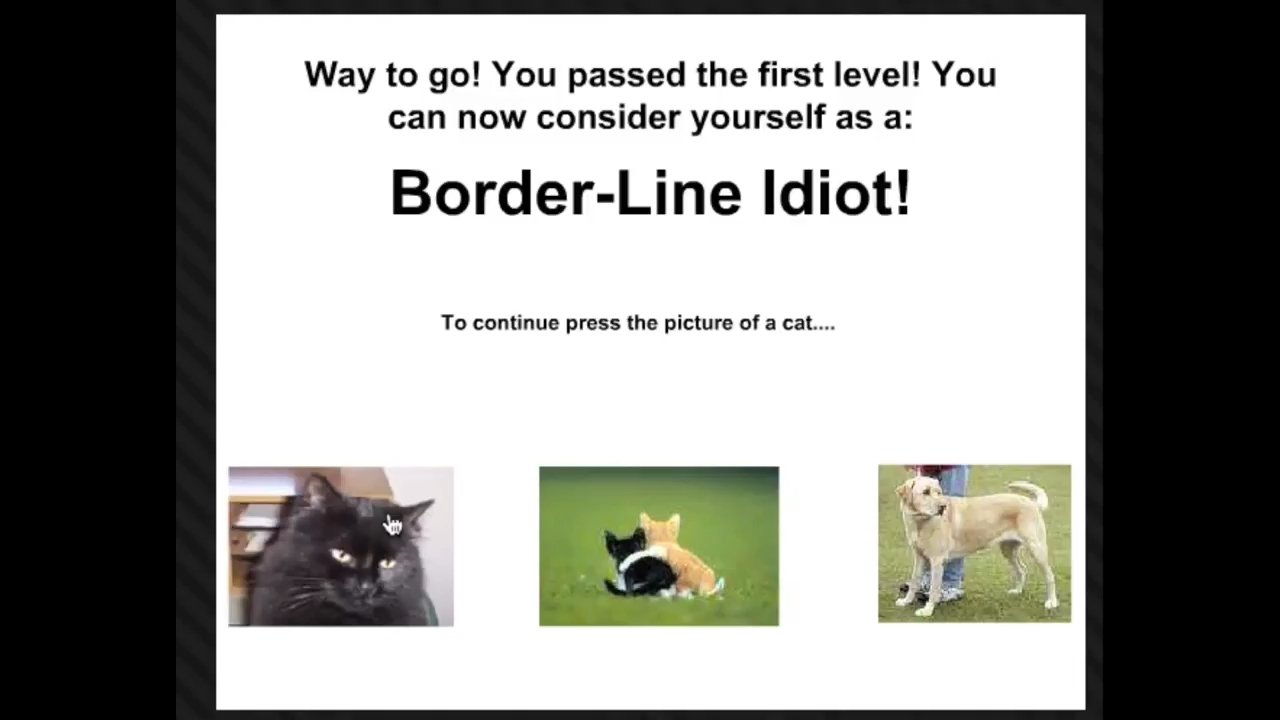 Way to go! You passed the first level! You
can now consider yourself as a:
Border-Line Idiot!
To continue press the picture of a cat....